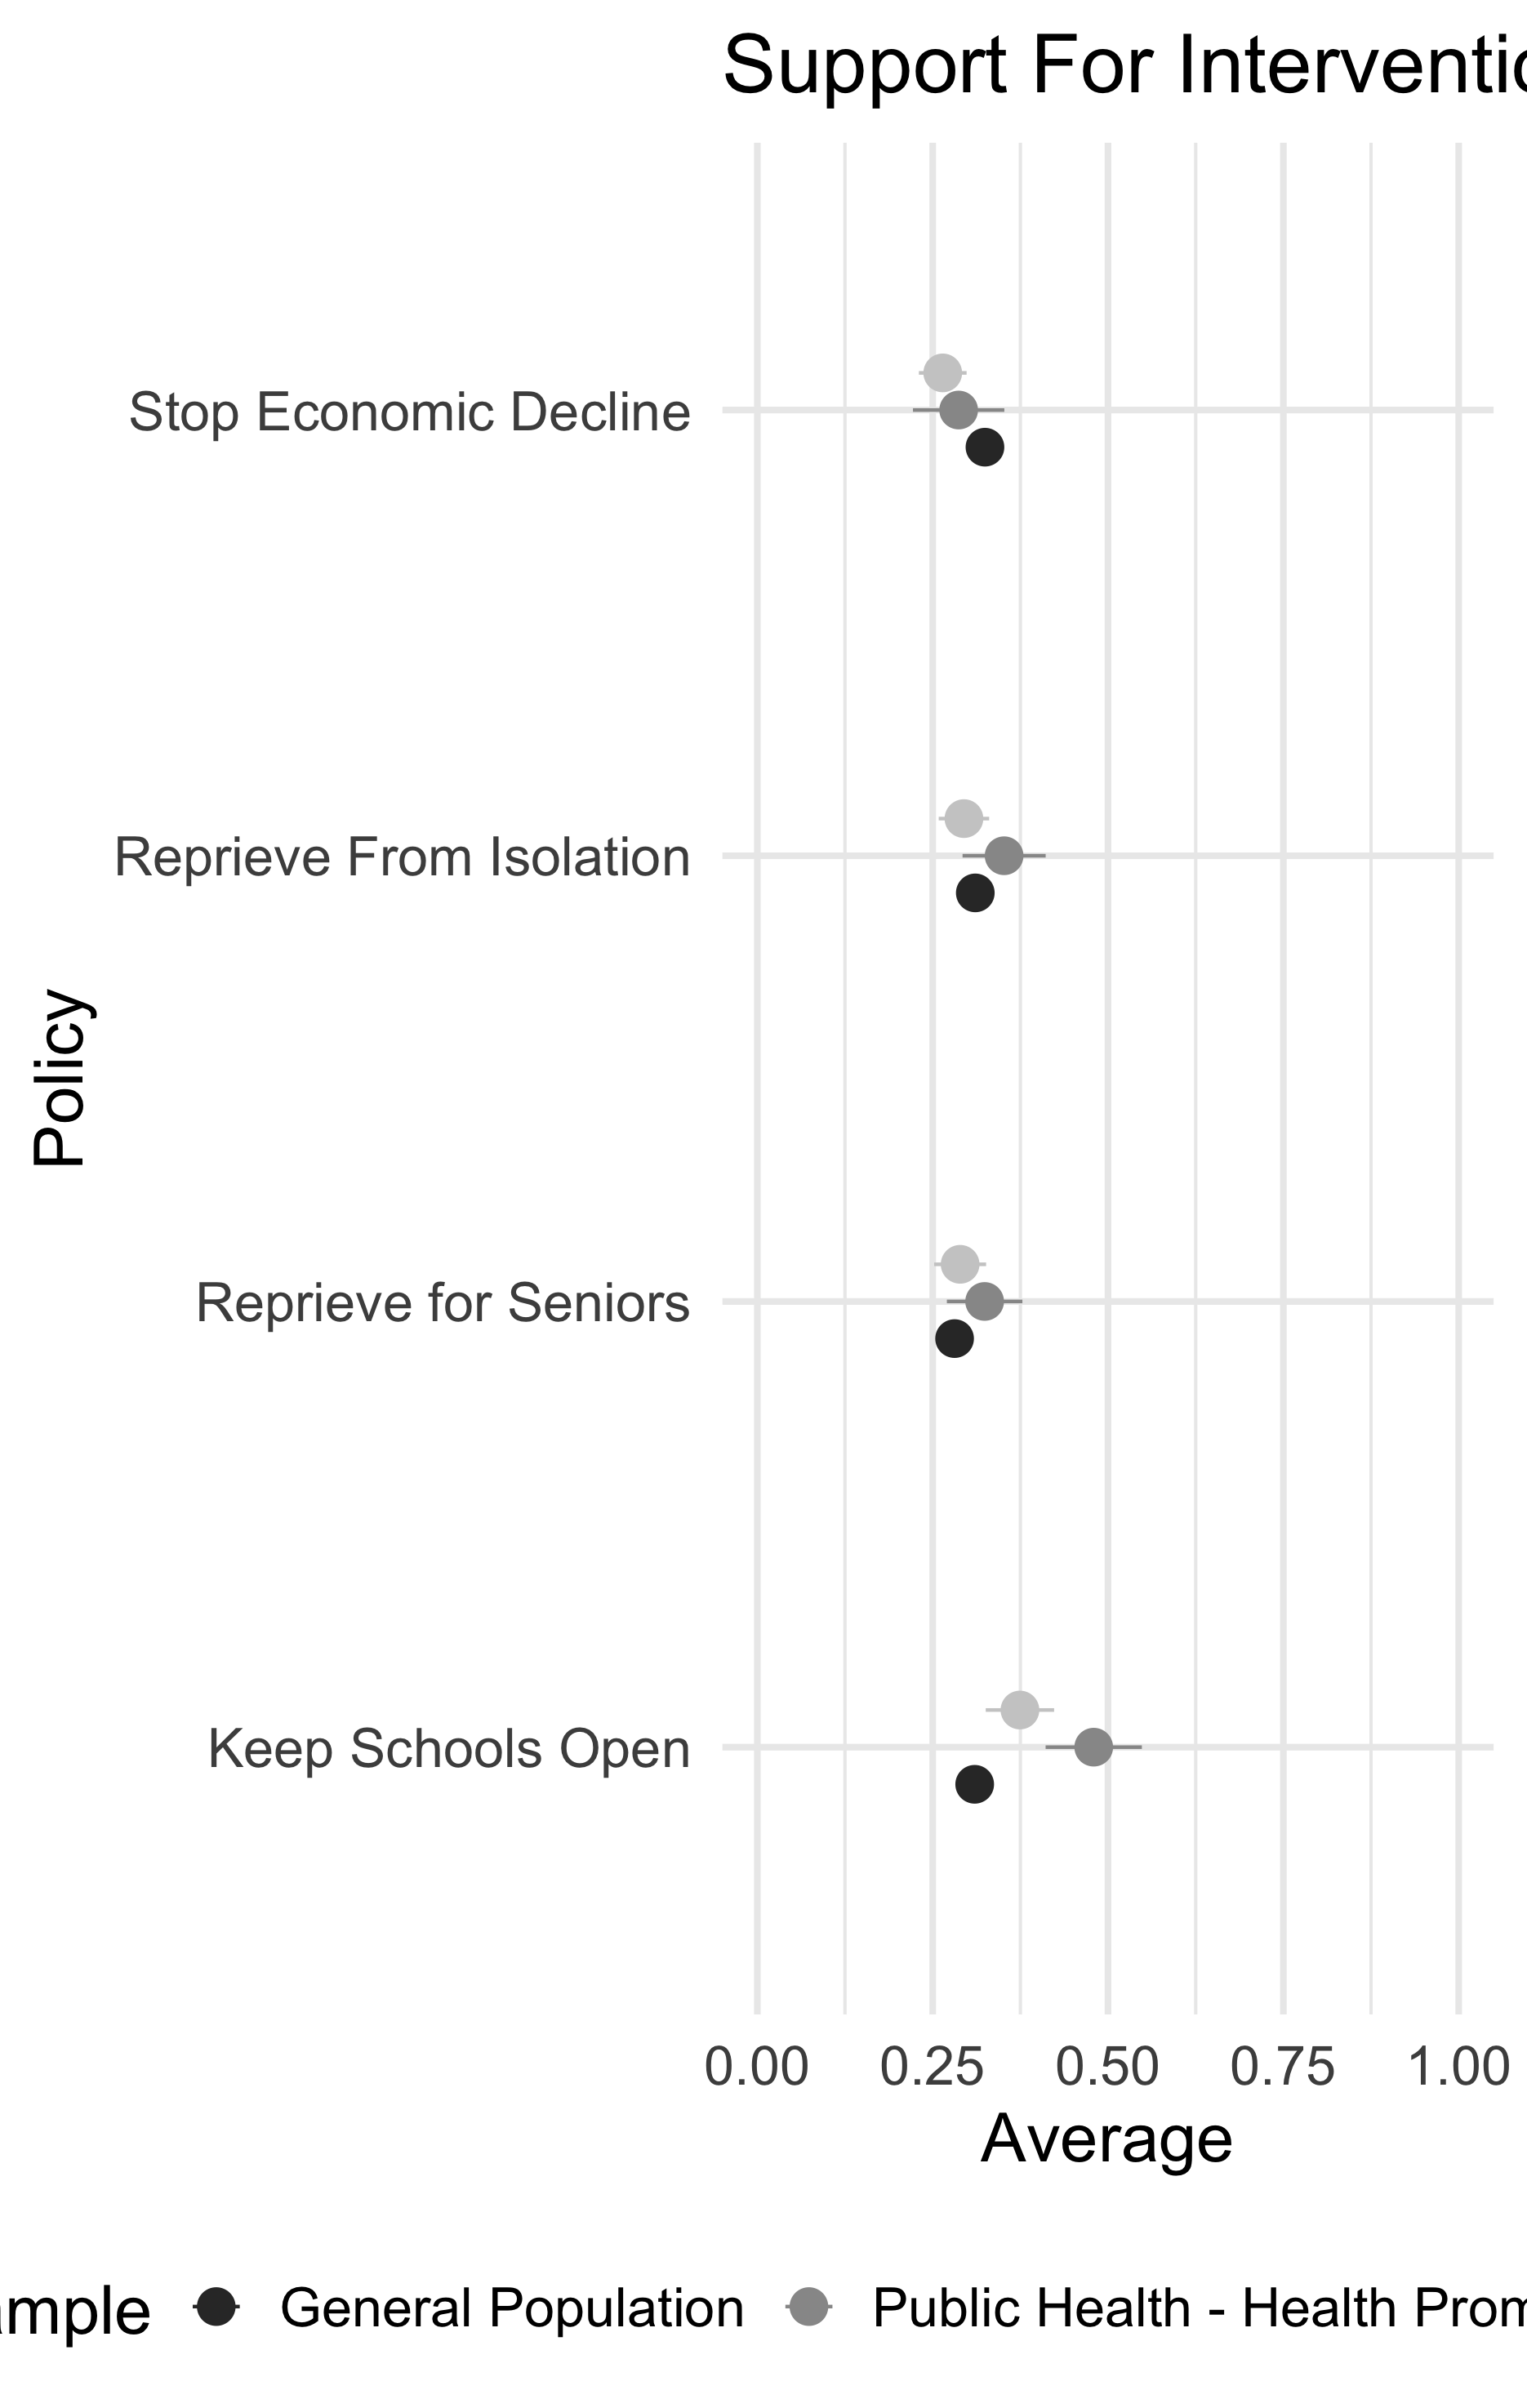 Support For Interventio
Stop Economic Decline
Reprieve From Isolation
Policy
Reprieve for Seniors
Keep Schools Open
0.00 0.25 0.50 0.75 1.00
Average
ample General Population Public Health - Health Prom